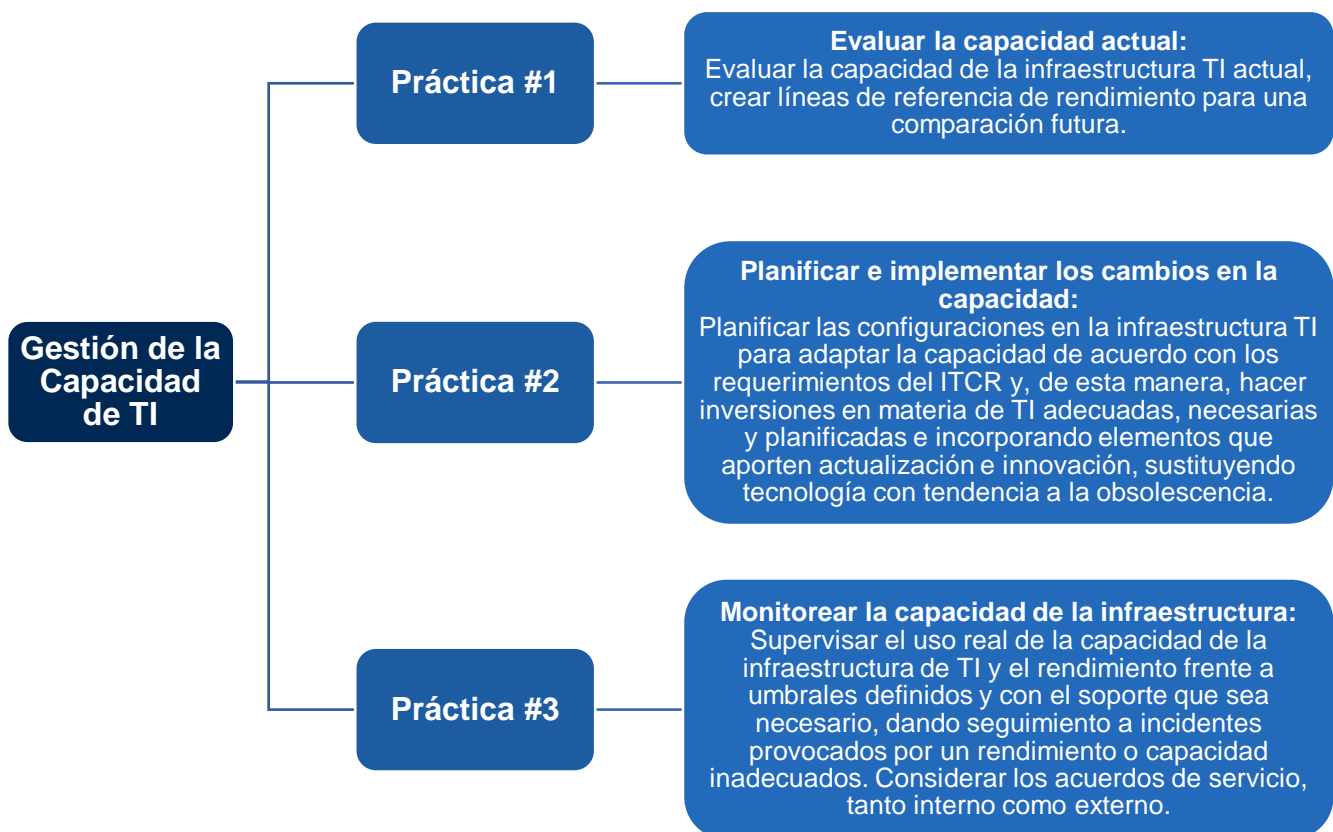 Gestión de la
Capacidad
de TI
Práctica #1
Evaluar la capacidad actual:
Evaluar la capacidad de la infraestructura TI actual,
crear líneas de referencia de rendimiento para una
comparación futura.
Práctica #2
Planificar e implementar los cambios en la
capacidad:
Planificar las configuraciones en la infraestructura TI
para adaptar la capacidad de acuerdo con los
requerimientos del ITCR y, de esta manera, hacer
inversiones en materia de TI adecuadas, necesarias
y planificadas e incorporando elementos que
aporten actualización e innovación, sustituyendo
tecnología con tendencia a la obsolescencia.
Práctica #3
Monitorear la capacidad de la infraestructura:
Supervisar el uso real de la capacidad de la
infraestructura de TI y el rendimiento frente a
umbrales definidos y con el soporte que sea
necesario, dando seguimiento a incidentes
provocados por un rendimiento o capacidad
inadecuados. Considerar los acuerdos de servicio,
tanto interno como externo.